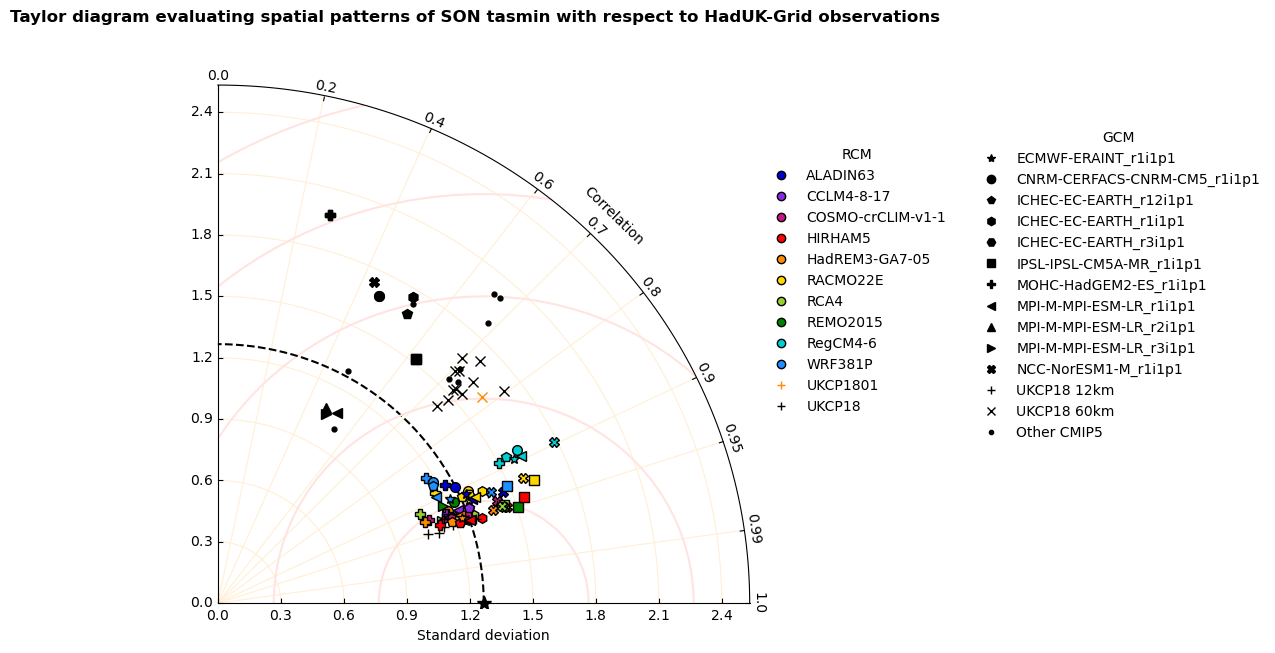 Taylor diagram evaluating spatial patterns of SON tasmin with respect to HadUK-Grid observations
0.0
0.2
0.4
0.6
Correlation
0.7
0.8
0.9
0.95
0.99
1.0
2.4
2.1
1.8
1.5
1.2
0.9
0.6
0.3
0.0
0.0 0.3 0.6 0.9 1.2 1.5 1.8 2.1 2.4
Standard deviation
RCM
ALADIN63
CCLM4-8-17
COSMO-crCLIM-v1-1
HIRHAM5
HadREM3-GA7-05
RACMO22E
RCA4
REMO2015
RegCM4-6
WRF381P
UKCP1801
UKCP18
GCM
ECMWF-ERAINT_r1i1p1
CNRM-CERFACS-CNRM-CM5_r1i1p1
ICHEC-EC-EARTH_r12i1p1
ICHEC-EC-EARTH_r1i1p1
ICHEC-EC-EARTH_r3i1p1
IPSL-IPSL-CM5A-MR_r1i1p1
MOHC-HadGEM2-ES_r1i1p1
MPI-M-MPI-ESM-LR_r1i1p1
MPI-M-MPI-ESM-LR_r2i1p1
MPI-M-MPI-ESM-LR_r3i1p1
NCC-NorESM1-M_r1i1p1
UKCP18 12km
UKCP18 60km
Other CMIP5